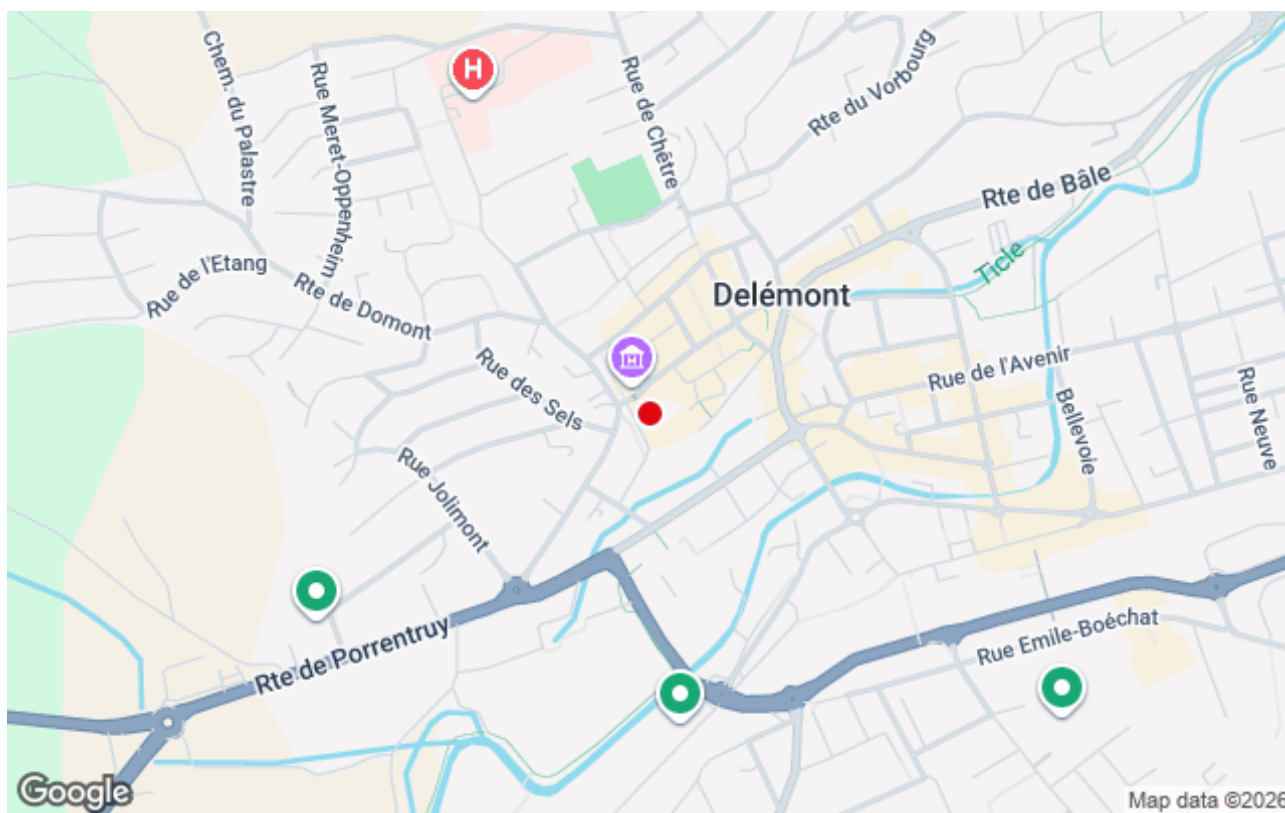 Chem. du Palastre
Rue Meret-Oppenheim
H
Rue de Chêtre
Rte du Vorbourg
Rte de Bâle
Rue de l'Etang
Rte de Domont
Delémont
Ticle
Rue des Sels
Rue de l'Avenir
Bellevoie
Rue Neuve
Rue Jolimont
Rte de Porrentruy
Rue Emile-Boéchat
Google
Map data ©2026